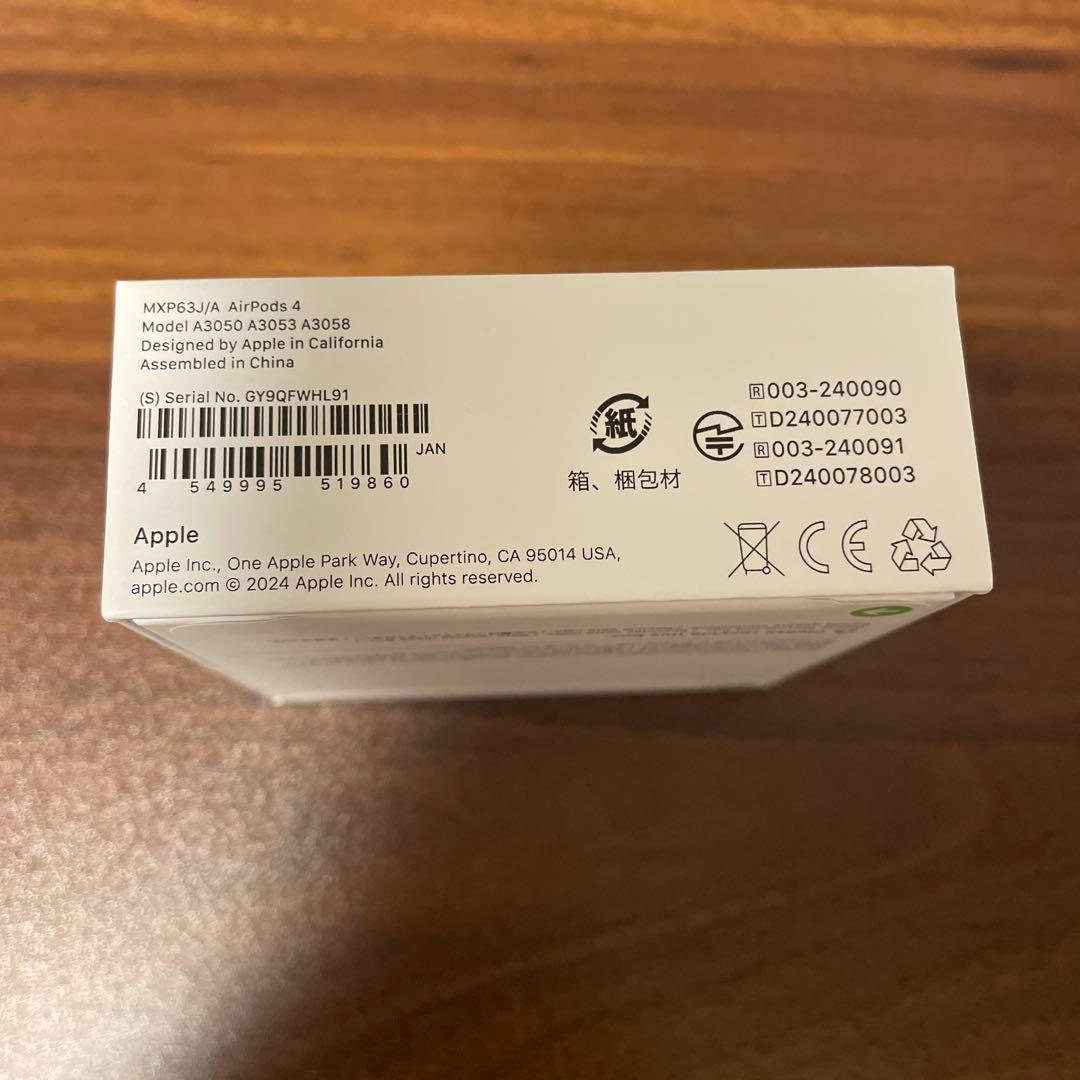 MXP63J/A AirPods 4
Model A3050 A3053 A3058
Designed by Apple in California
Assembled in China
(S) Serial No. GY9QFWHL91
JAN
4 549995 519860
紙
箱、梱包材
R003-240090
TD240077003
R003-240091
TD240078003
Apple
Apple Inc., One Apple Park Way, Cupertino, CA 95014 USA,
apple.com © 2024 Apple Inc. All rights reserved.
CE